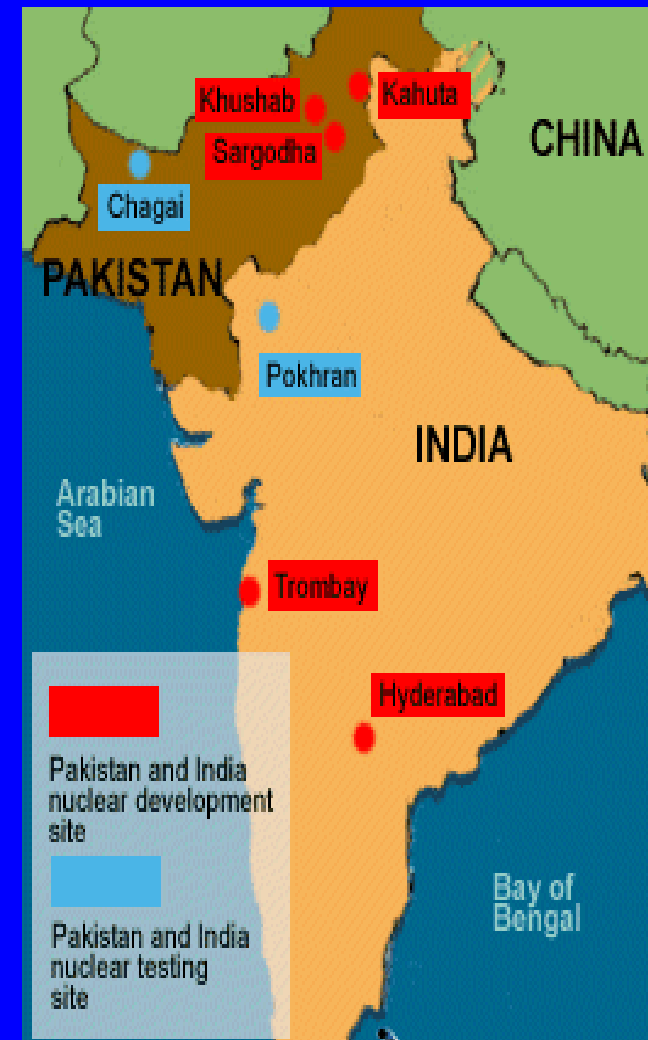 Khushab
Kahuta
Sargodha
CHINA
Chagai
PAKISTAN
Pokhran
INDIA
Arabian
Sea
Trombay
Hyderabad
Pakistan and India
nuclear development
site
Bay of
Bengal
Pakistan and India
nuclear testing
site